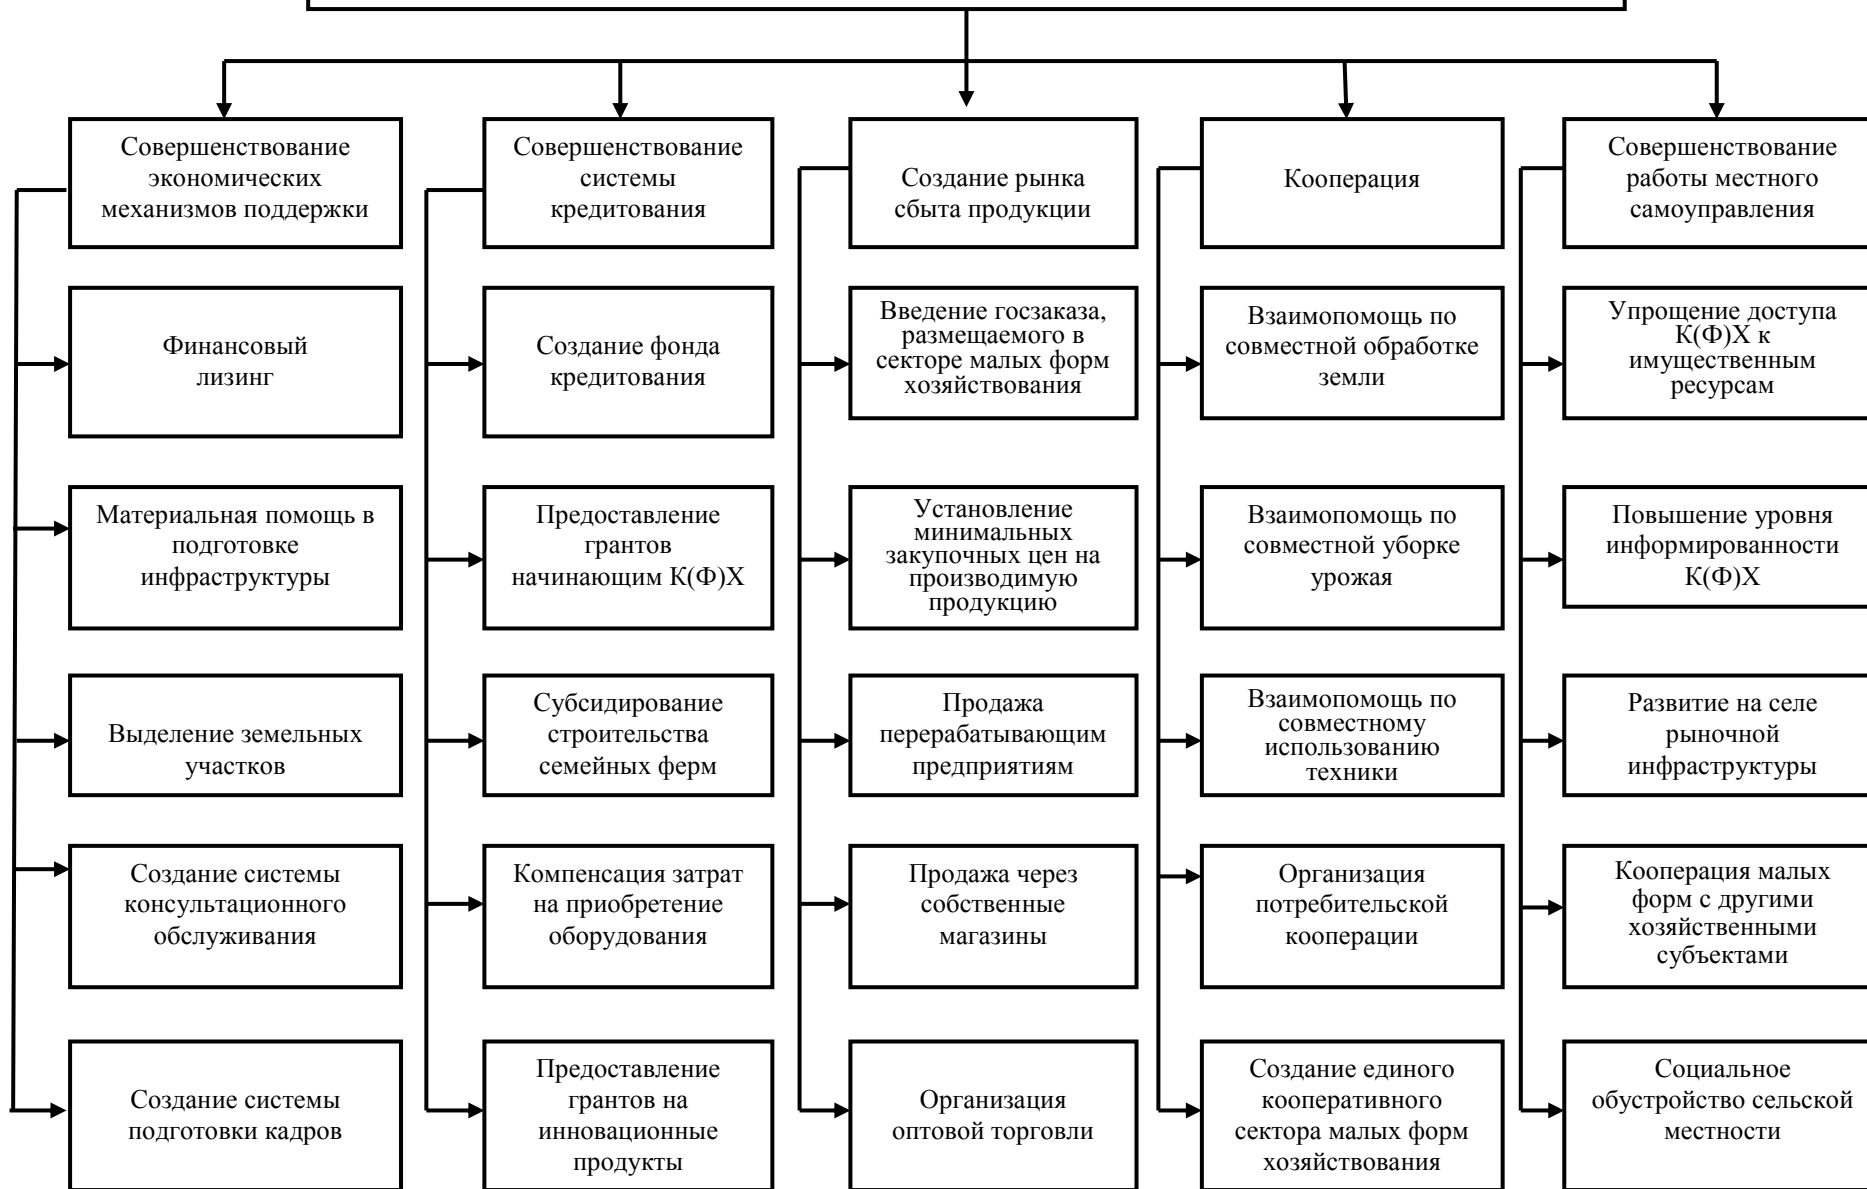 Совершенствование
экономических
механизмов поддержки
Совершенствование
системы
кредитования
Создание рынка
сбыта продукции
Кооперация
Совершенствование
работы местного
самоуправления
Финансовый
лизинг
Создание фонда
кредитования
Введение госзаказа,
размещаемого в
секторе малых форм
хозяйствования
Взаимопомощь по
совместной обработке
земли
Упрощение доступа
К(Ф)Х к
имущественным
ресурсам
Материальная помощь в
подготовке
инфраструктуры
Предоставление
грантов
начинающим К(Ф)Х
Установление
минимальных
закупочных цен на
производимую
продукцию
Взаимопомощь по
совместной уборке
урожая
Повышение уровня
информированности
К(Ф)Х
Выделение земельных
участков
Субсидирование
строительства
семейных ферм
Продажа
перерабатывающим
предприятиям
Взаимопомощь по
совместному
использованию
техники
Развитие на селе
рыночной
инфраструктуры
Создание системы
консультационного
обслуживания
Компенсация затрат
на приобретение
оборудования
Продажа через
собственные
магазины
Организация
потребительской
кооперации
Кооперация малых
форм с другими
хозяйственными
субъектами
Создание системы
подготовки кадров
Предоставление
грантов на
инновационные
продукты
Организация
оптовой торговли
Создание единого
кооперативного
сектора малых форм
хозяйствования
Социальное
обустройство сельской
местности